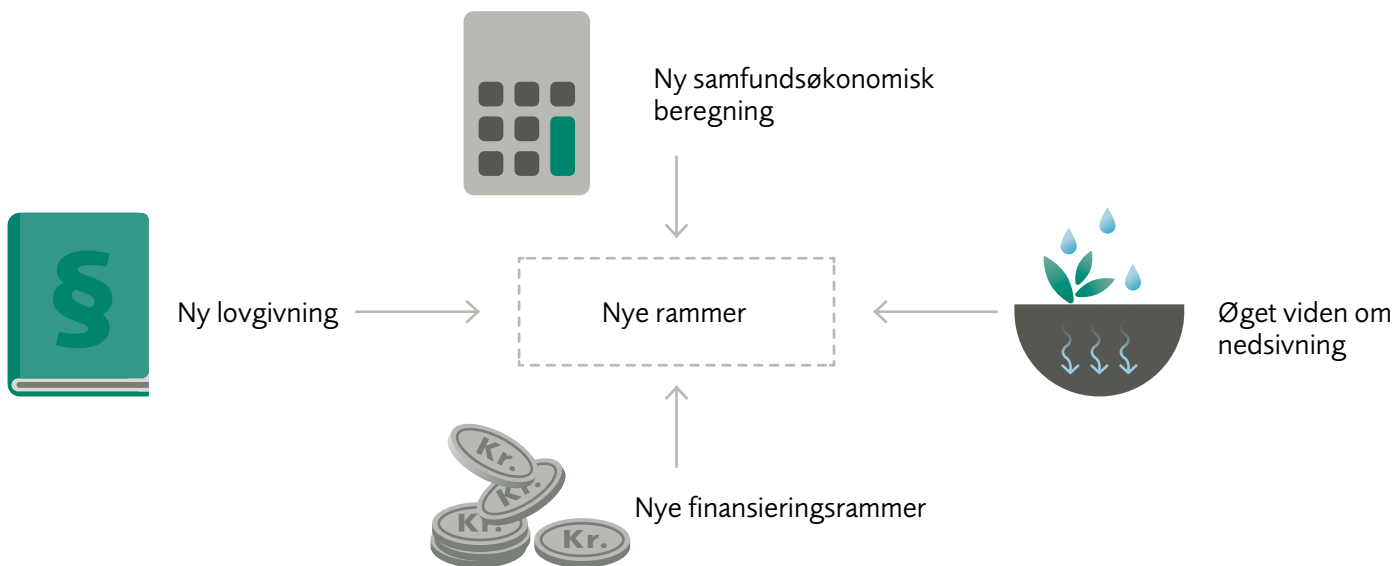 Ny samfundsøkonomisk
beregning
§
Ny lovgivning
Nye rammer
Øget viden om
nedsivning
Kr.
Kr.
Kr.
Kr.
Nye finansieringsrammer